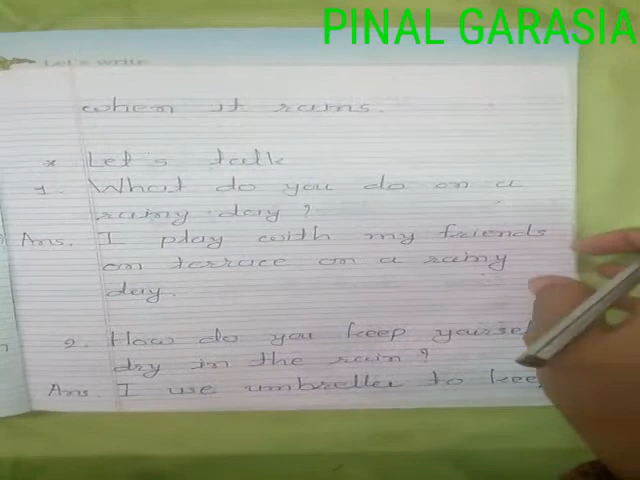 PINAL GARASIA
Let's write
when it rains.
* Let's talk
1. What do you do on a
rainy day?
Ans. I play with my friends
on terrace on a rainy
day.
2. How do you keep yourself
dry in the rain?
Ans. I use umbrella to keep